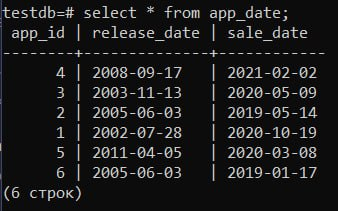 testdb=# select * from app_date;
app_id | release_date | sale_date
--------+--------------+------------
4 | 2008-09-17 | 2021-02-02
3 | 2003-11-13 | 2020-05-09
2 | 2005-06-03 | 2019-05-14
1 | 2002-07-28 | 2020-10-19
5 | 2011-04-05 | 2020-03-08
6 | 2005-06-03 | 2019-01-17
(6 строк)